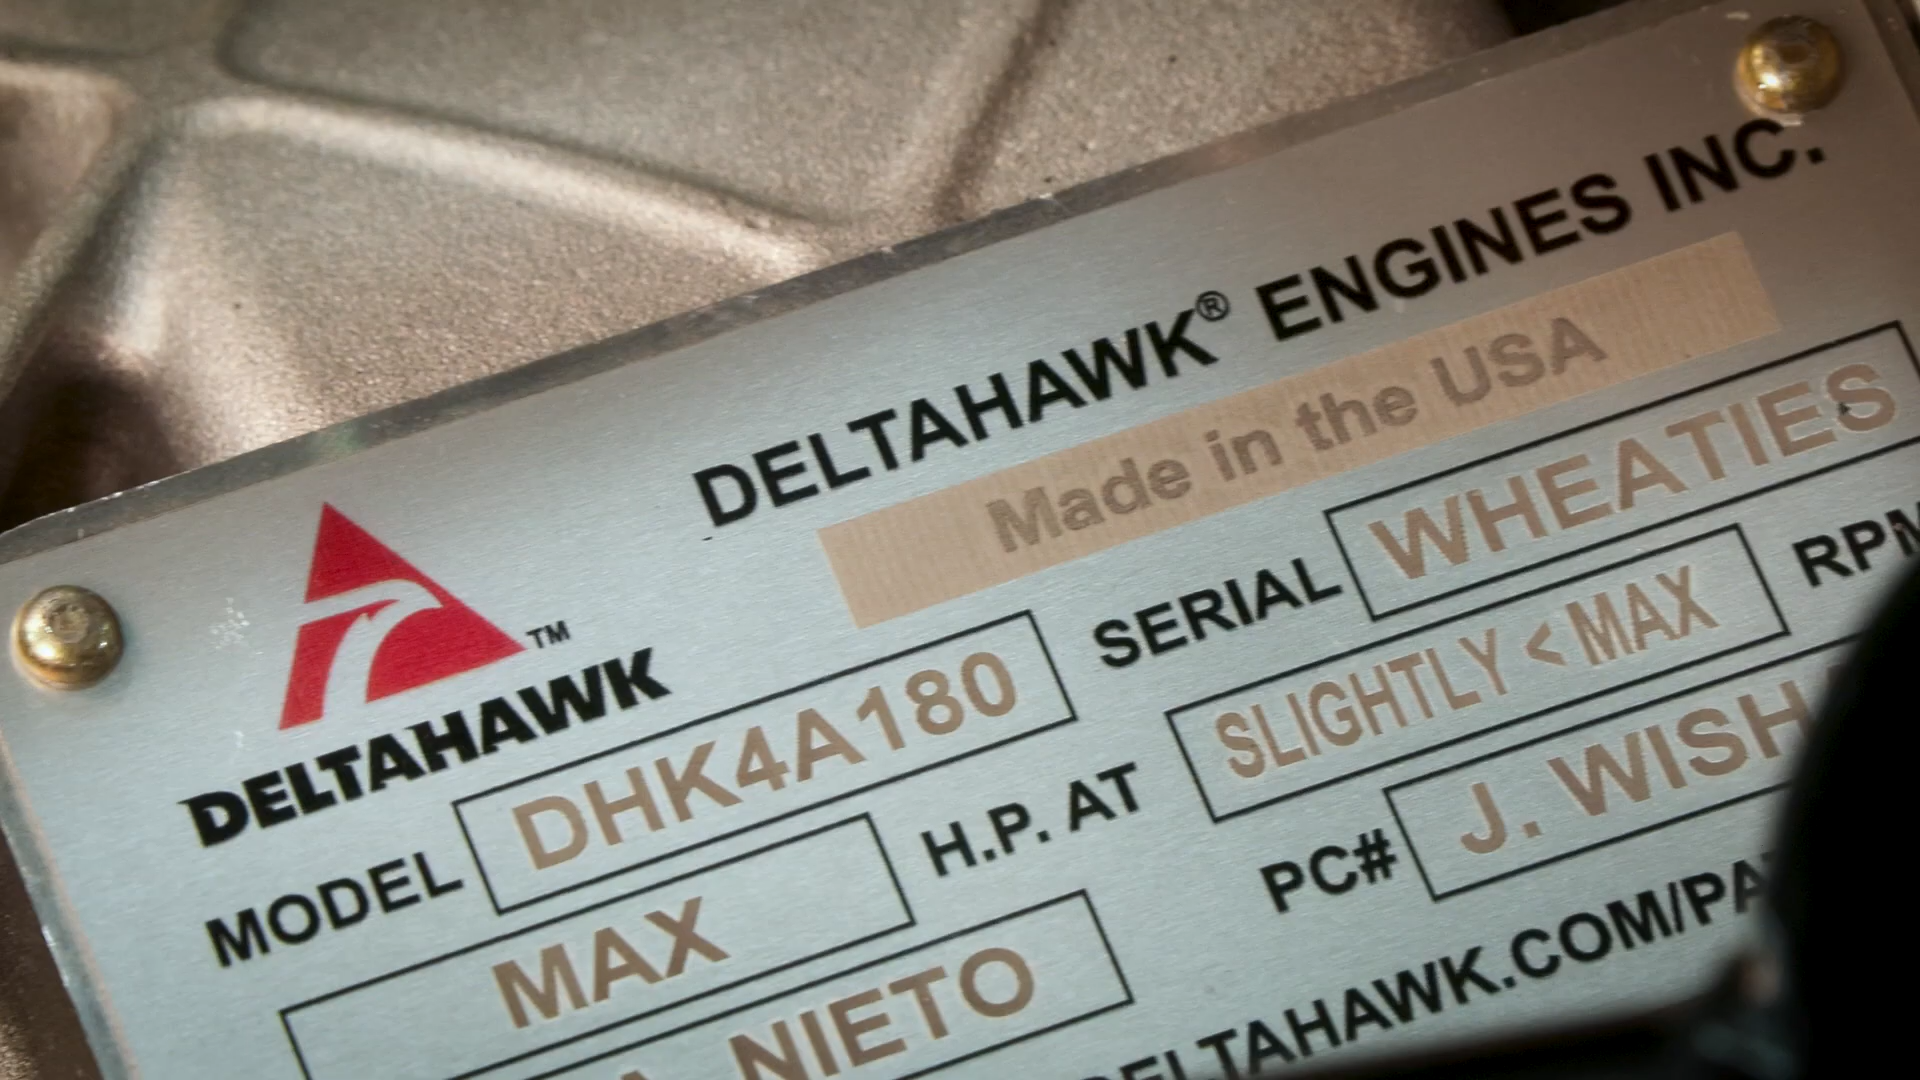 DELTAHAWK® ENGINES INC.
Made in the USA
™
DELTAHAWK
MODEL DHK4A180 SERIAL WHEATIES
MAX H.P. AT SLIGHTLY < MAX RPM
NIETO PC# J. WISH
DELTAHAWK.COM/PA